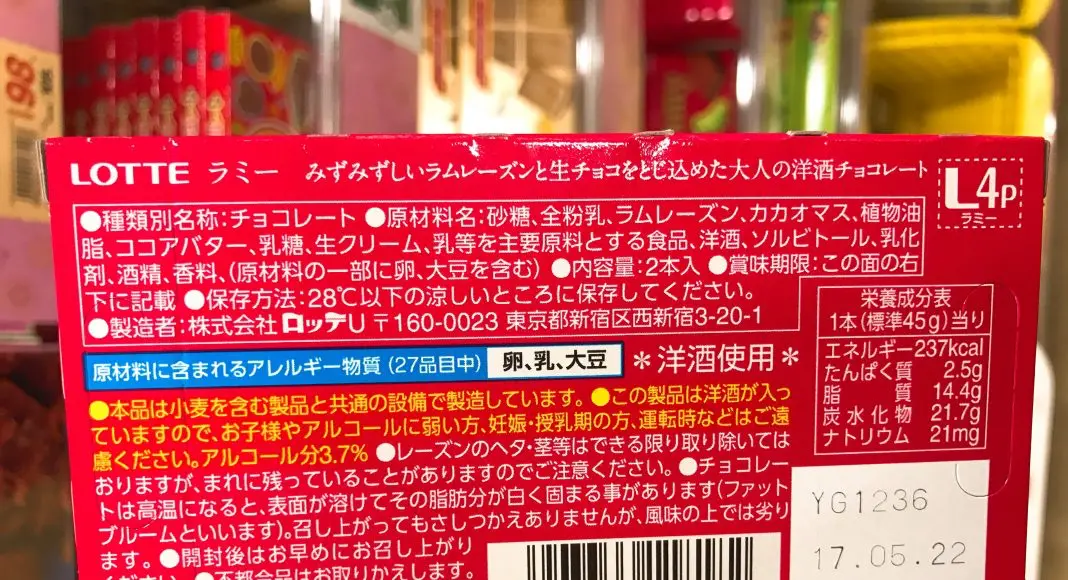 198
LOTTE ラミー みずみずしいラムレーズンと生チョコをとじ込めた大人の洋酒チョコレート
L4P
ラミー
●種類別名称:チョコレート ●原材料名:砂糖、全粉乳、ラムレーズン、カカオマス、植物油
脂、ココアバター、乳糖、生クリーム、乳等を主要原料とする食品、洋酒、ソルビトール、乳化
剤、酒精、香料、(原材料の一部に卵、大豆を含む) ●内容量:2本入 ●賞味期限:この面の右
下に記載 ●保存方法:28℃以下の涼しいところに保存してください。
●製造者:株式会社 ロッテU 〒160-0023 東京都新宿区西新宿3-20-1
栄養成分表
1本(標準45g)当り
エネルギー237kcal
たんぱく質 2.5g
脂質 14.4g
炭水化物 21.7g
ナトリウム 21mg
原材料に含まれるアレルギー物質(27品目中) 卵、乳、大豆 *洋酒使用*
●本品は小麦を含む製品と共通の設備で製造しています。●この製品は洋酒が入っ
ていますので、お子様やアルコールに弱い方、妊娠・授乳期の方、運転時などはご遠
慮ください。アルコール分3.7% ●レーズンのヘタ・茎等はできる限り取り除いては
おりますが、まれに残っていることがありますのでご注意ください。●チョコレー
トは高温になると、表面が溶けてその脂肪分が白く固まる事があります(ファット
ブルームといいます)。召し上がってもさしつかえありませんが、風味の上では劣り
ます。●開封後はお早めにお召し上がり
ください。●不都合品はお取りかえします。
YG1236
17.05.22